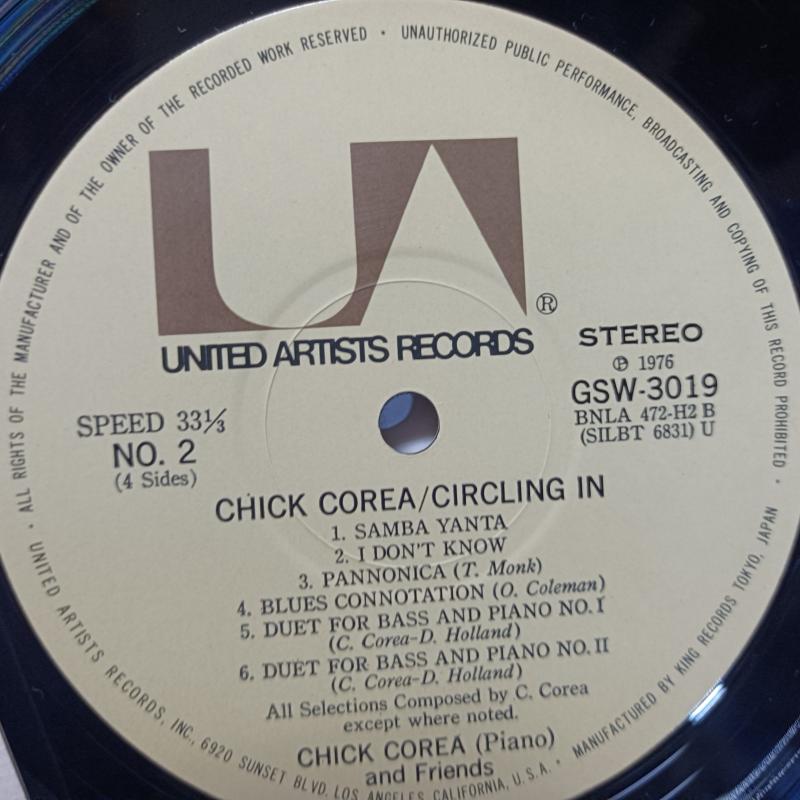 · ALL RIGHTS OF THE MANUFACTURER AND OF THE OWNER OF THE RECORDED WORK RESERVED · UNAUTHORIZED PUBLIC PERFORMANCE, BROADCASTING AND COPYING OF THIS RECORD PROHIBITED ·
UA
®
UNITED ARTISTS RECORDS
STEREO
℗ 1976
GSW-3019
BNLA 472-H2 B
(SILBT 6831) U
SPEED 33⅓
NO. 2
(4 Sides)
CHICK COREA/CIRCLING IN
1. SAMBA YANTA
2. I DON'T KNOW
3. PANNONICA (T. Monk)
4. BLUES CONNOTATION (O. Coleman)
5. DUET FOR BASS AND PIANO NO. I
(C. Corea-D. Holland)
6. DUET FOR BASS AND PIANO NO. II
(C. Corea-D. Holland)
All Selections Composed by C. Corea
except where noted.
CHICK COREA (Piano)
and Friends
UNITED ARTISTS RECORDS, INC., 6920 SUNSET BLVD. LOS ANGELES CALIFORNIA, U.S.A. · MANUFACTURED BY KING RECORDS TOKYO, JAPAN